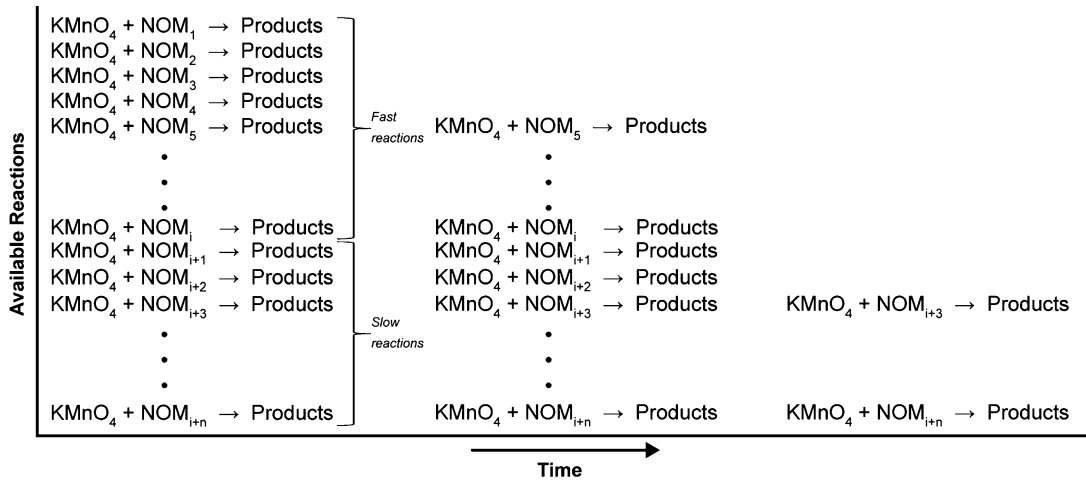 KMnO₄ + NOM₁ → Products
KMnO₄ + NOM₂ → Products
KMnO₄ + NOM₃ → Products
KMnO₄ + NOM₄ → Products
KMnO₄ + NOM₅ → Products
Fast
reactions
KMnO₄ + NOMᵢ → Products
KMnO₄ + NOMᵢ₊₁ → Products
KMnO₄ + NOMᵢ₊₂ → Products
KMnO₄ + NOMᵢ₊₃ → Products
Slow
reactions
KMnO₄ + NOMᵢ₊ₙ → Products
KMnO₄ + NOM₅ → Products
KMnO₄ + NOMᵢ → Products
KMnO₄ + NOMᵢ₊₁ → Products
KMnO₄ + NOMᵢ₊₂ → Products
KMnO₄ + NOMᵢ₊₃ → Products
KMnO₄ + NOMᵢ₊ₙ → Products
KMnO₄ + NOMᵢ₊₃ → Products
KMnO₄ + NOMᵢ₊ₙ → Products
Available Reactions
Time